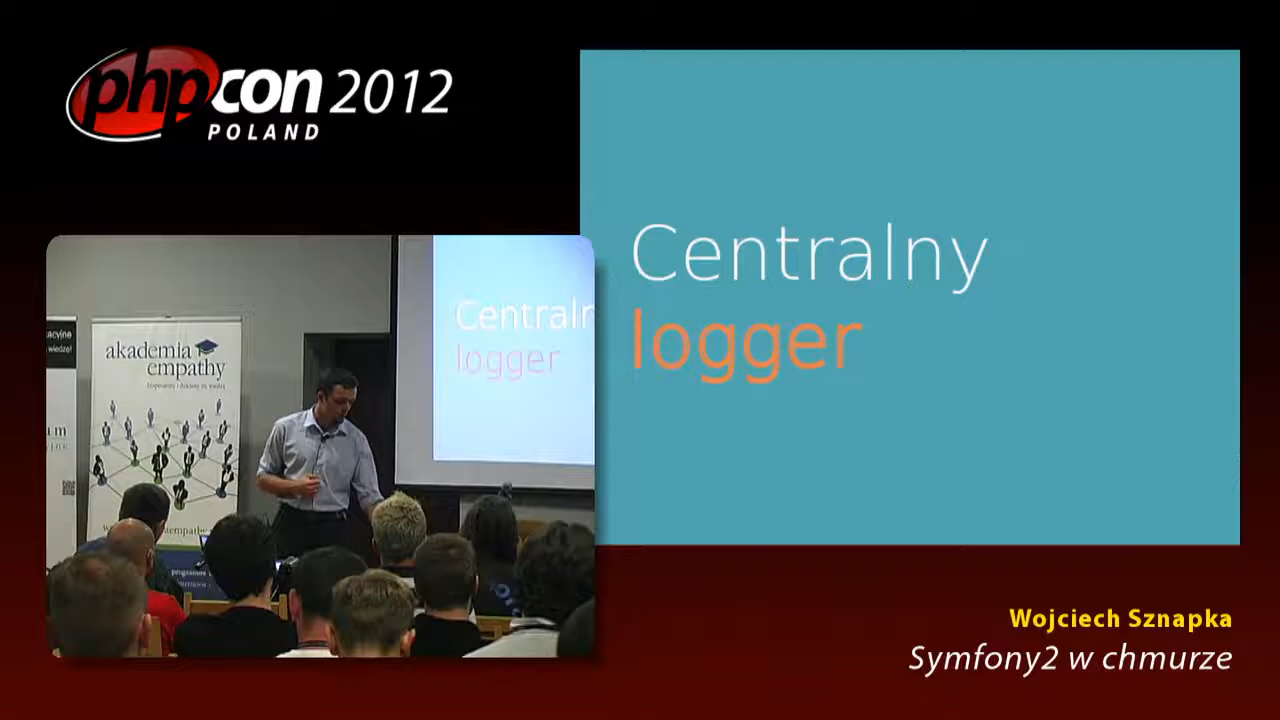 phpcon 2012
POLAND
Centralny
logger
Centraln
logger
akademia
empathy
Wojciech Sznapka
Symfony2 w chmurze